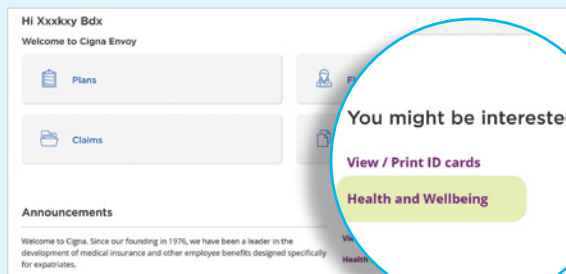 Hi Xxxkxy Bdx
Welcome to Cigna Envoy
Plans
Claims
You might be intereste
View / Print ID cards
Health and Wellbeing
Announcements
Welcome to Cigna. Since our founding in 1976, we have been a leader in the
development of medical insurance and other employee benefits designed specifically
for expatriates.
Health